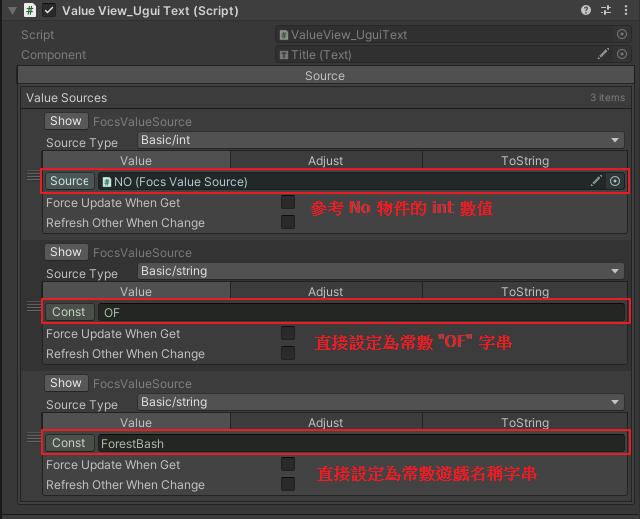 Value View_Ugui Text (Script)
Script ValueView_UguiText
Component Title (Text)
Source
Value Sources 3 items
Show FocsValueSource
Source Type Basic/int
Value Adjust ToString
Source NO (Focs Value Source)
Force Update When Get
參考 No 物件的 int 數值
Refresh Other When Change
Show FocsValueSource
Source Type Basic/string
Value Adjust ToString
Const OF
Force Update When Get
直接設定為常數 "OF" 字串
Refresh Other When Change
Show FocsValueSource
Source Type Basic/string
Value Adjust ToString
Const ForestBash
Force Update When Get
直接設定為常數遊戲名稱字串
Refresh Other When Change